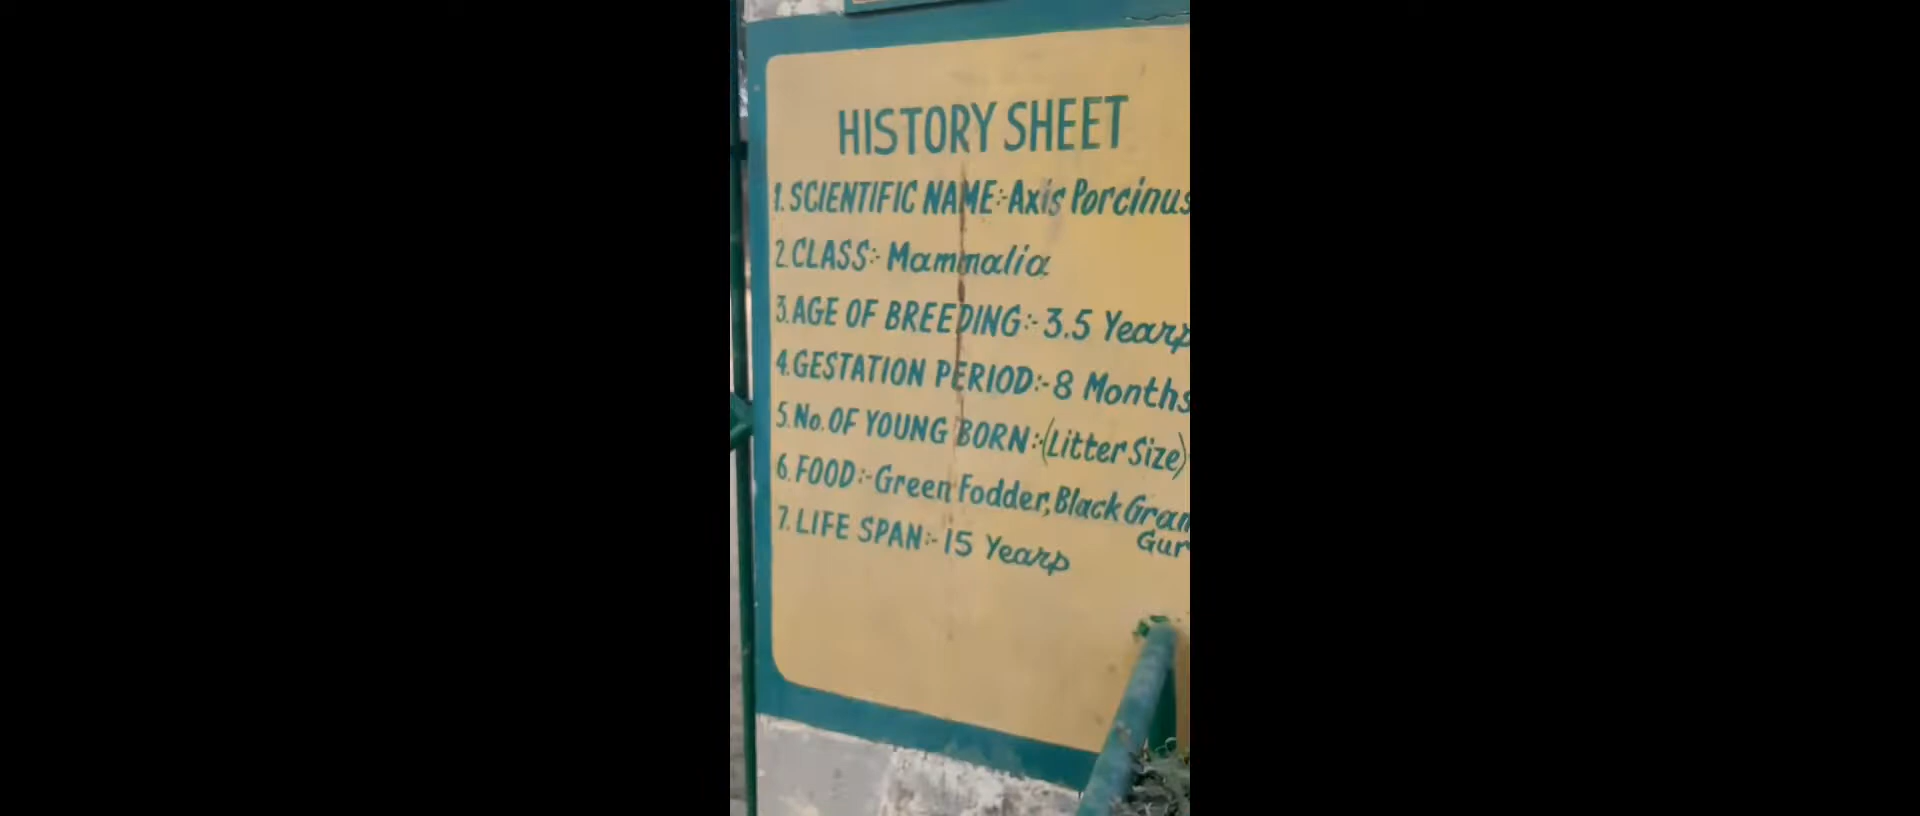 HISTORY SHEET
1. SCIENTIFIC NAME:- Axis Porcinus
2. CLASS:- Mammalia
3. AGE OF BREEDING:- 3.5 Years
4. GESTATION PERIOD:- 8 Months
5. No. OF YOUNG BORN:- (Litter Size)
6. FOOD:- Green Fodder, Black
7. LIFE SPAN:- 15 Years